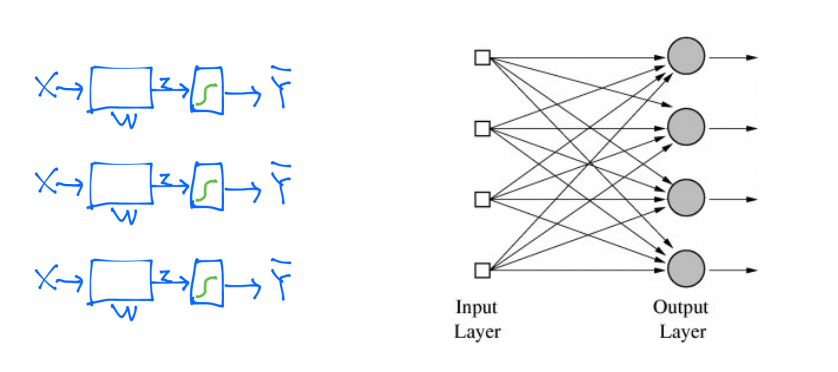 X z Ȳ
W
X z Ȳ
W
X z Ȳ
W
Input
Layer
Output
Layer